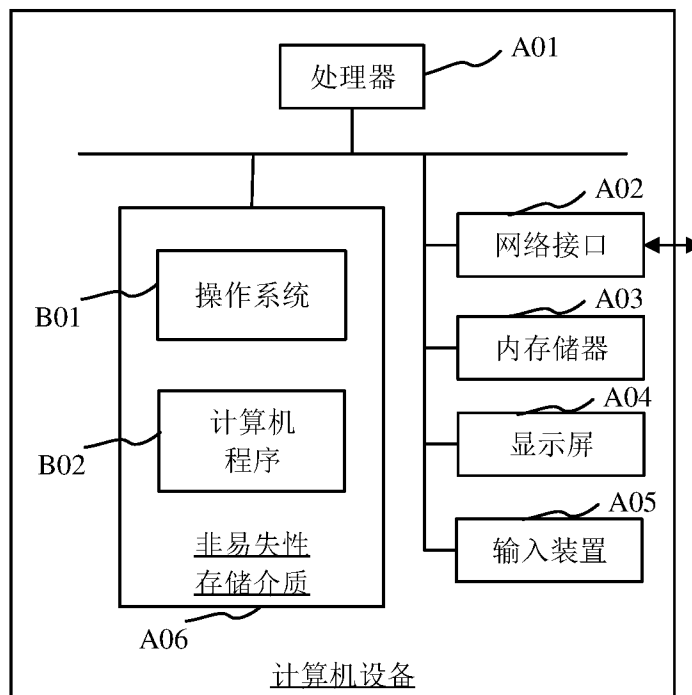 A01
处理器
A02
网络接口
操作系统
B01
A03
内存储器
A04
显示屏
计算机
程序
B02
A05
输入装置
非易失性
存储介质
A06
计算机设备